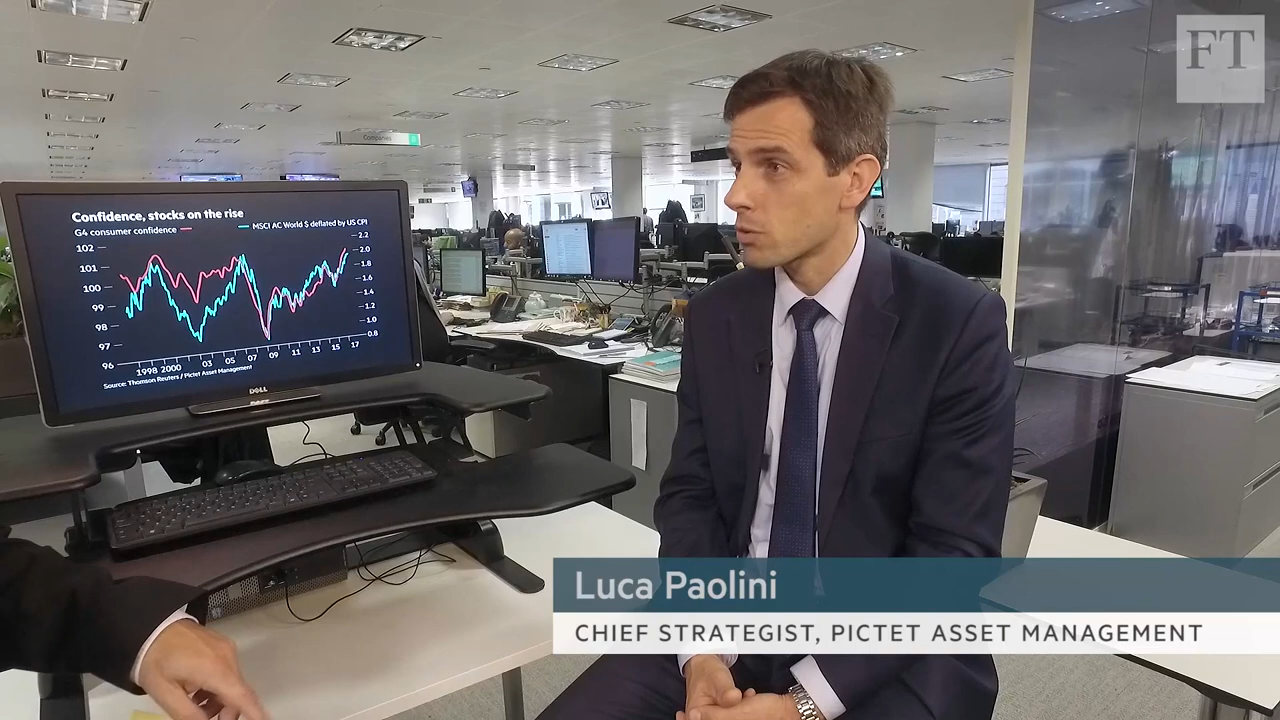 FT
Companies
Confidence, stocks on the rise
G4 consumer confidence
MSCI AC World $ deflated by US CPI
102
101
100
99
98
97
96
2.2
2.0
1.8
1.6
1.4
1.2
1.0
0.8
1998 2000 03 05 07 09 11 13 15 17
Source: Thomson Reuters / Pictet Asset Management
DELL
Luca Paolini
CHIEF STRATEGIST, PICTET ASSET MANAGEMENT